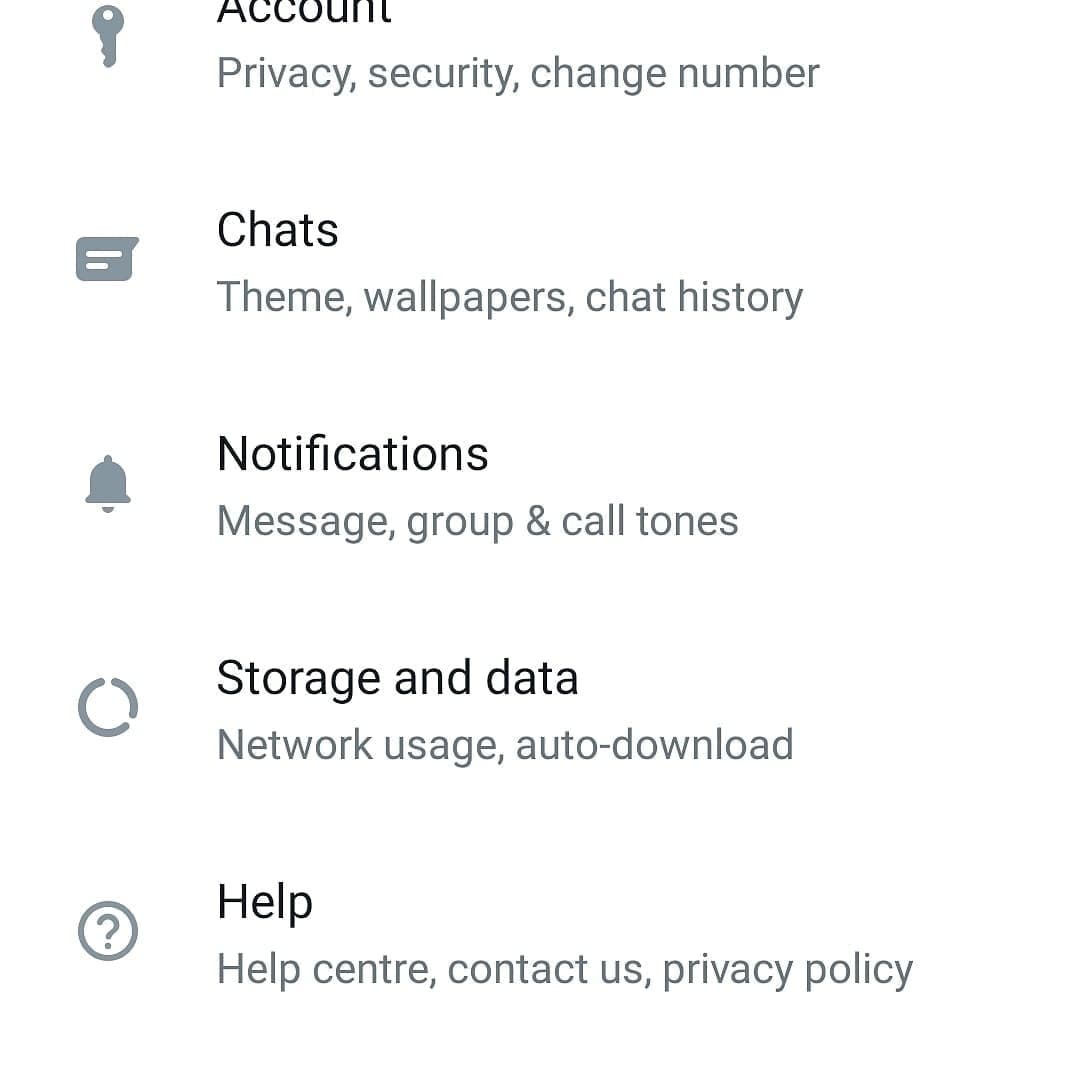 Account
Privacy, security, change number
Chats
Theme, wallpapers, chat history
Notifications
Message, group & call tones
Storage and data
Network usage, auto-download
Help
Help centre, contact us, privacy policy